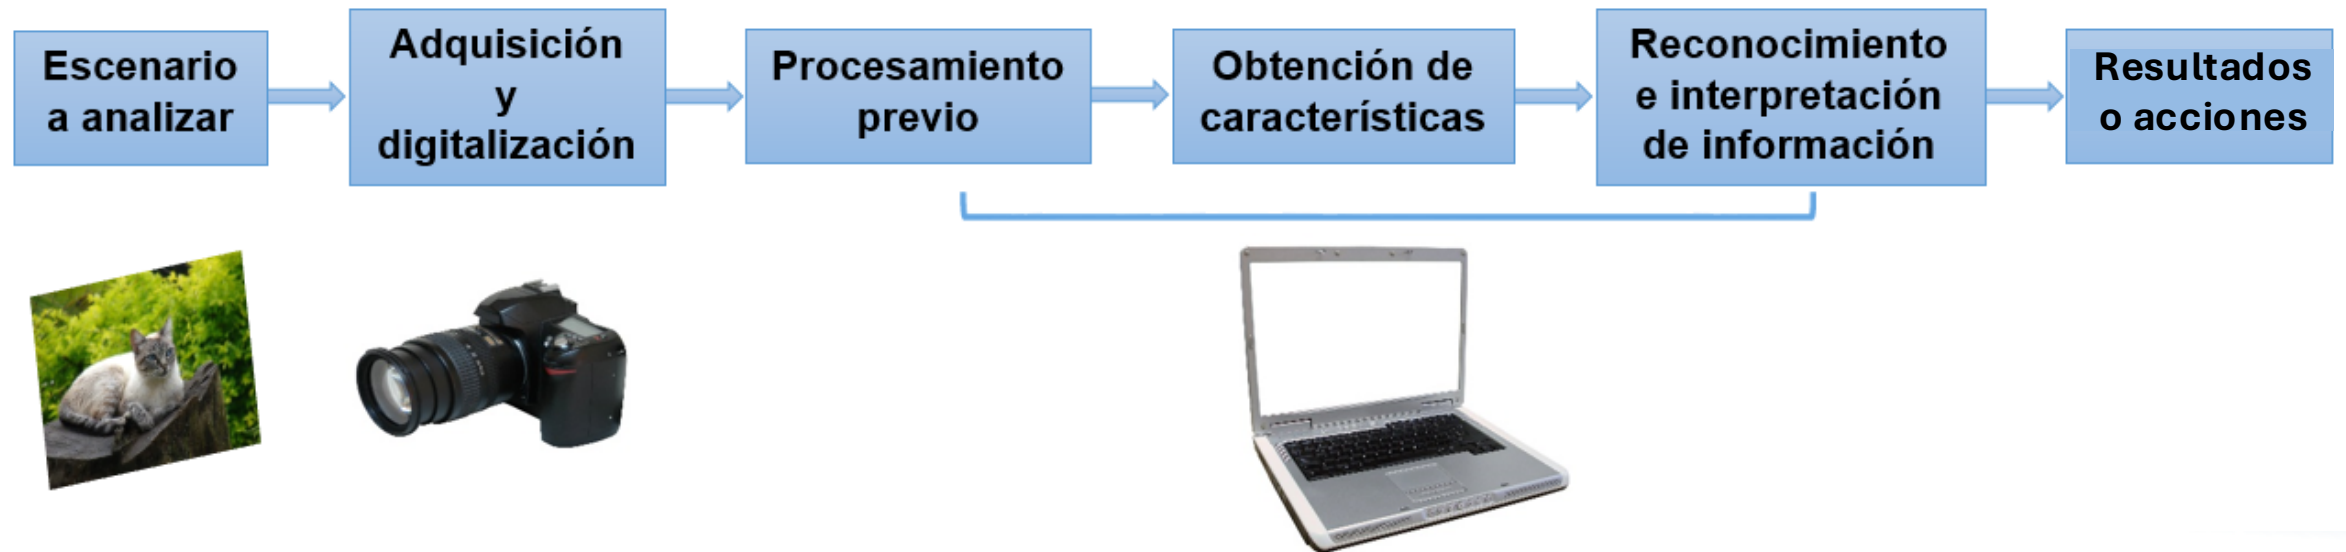 Escenario
a analizar
Adquisición
y
digitalización
Procesamiento
previo
Obtención de
características
Reconocimiento
e interpretación
de información
Resultados
o acciones